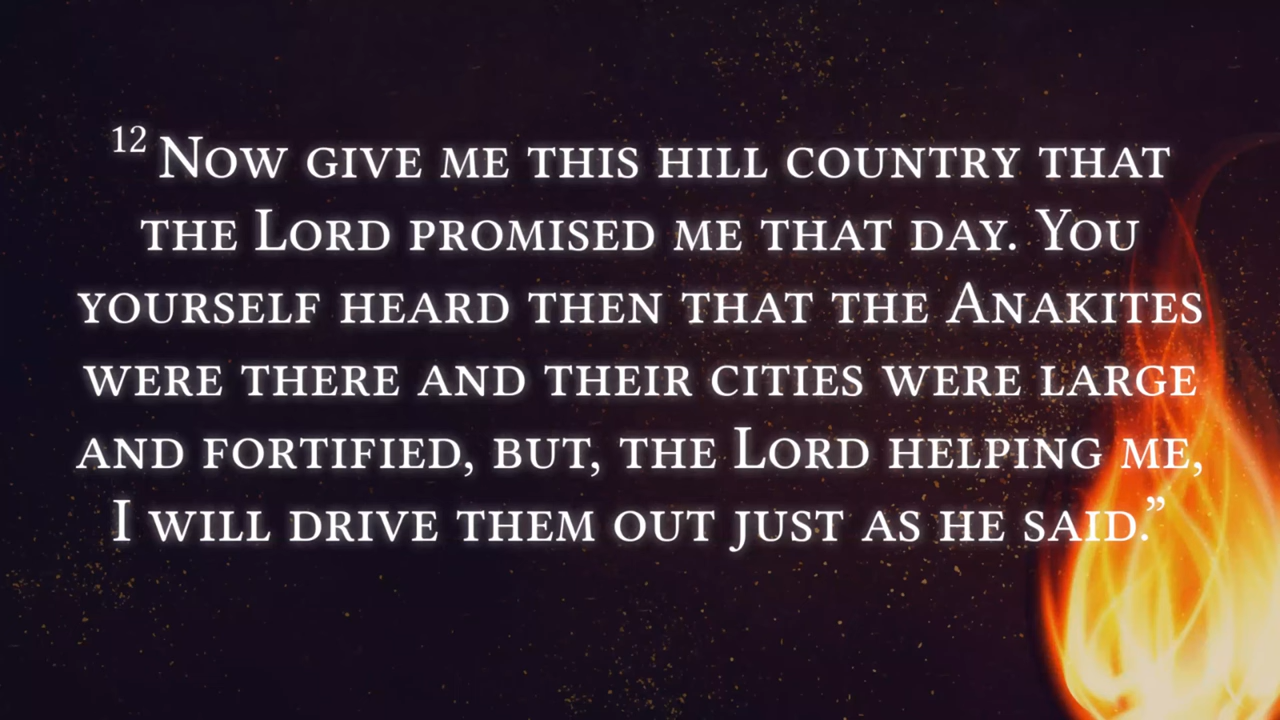 12 Now give me this hill country that
the Lord promised me that day. You
yourself heard then that the Anakites
were there and their cities were large
and fortified, but, the Lord helping me,
I will drive them out just as he said.”